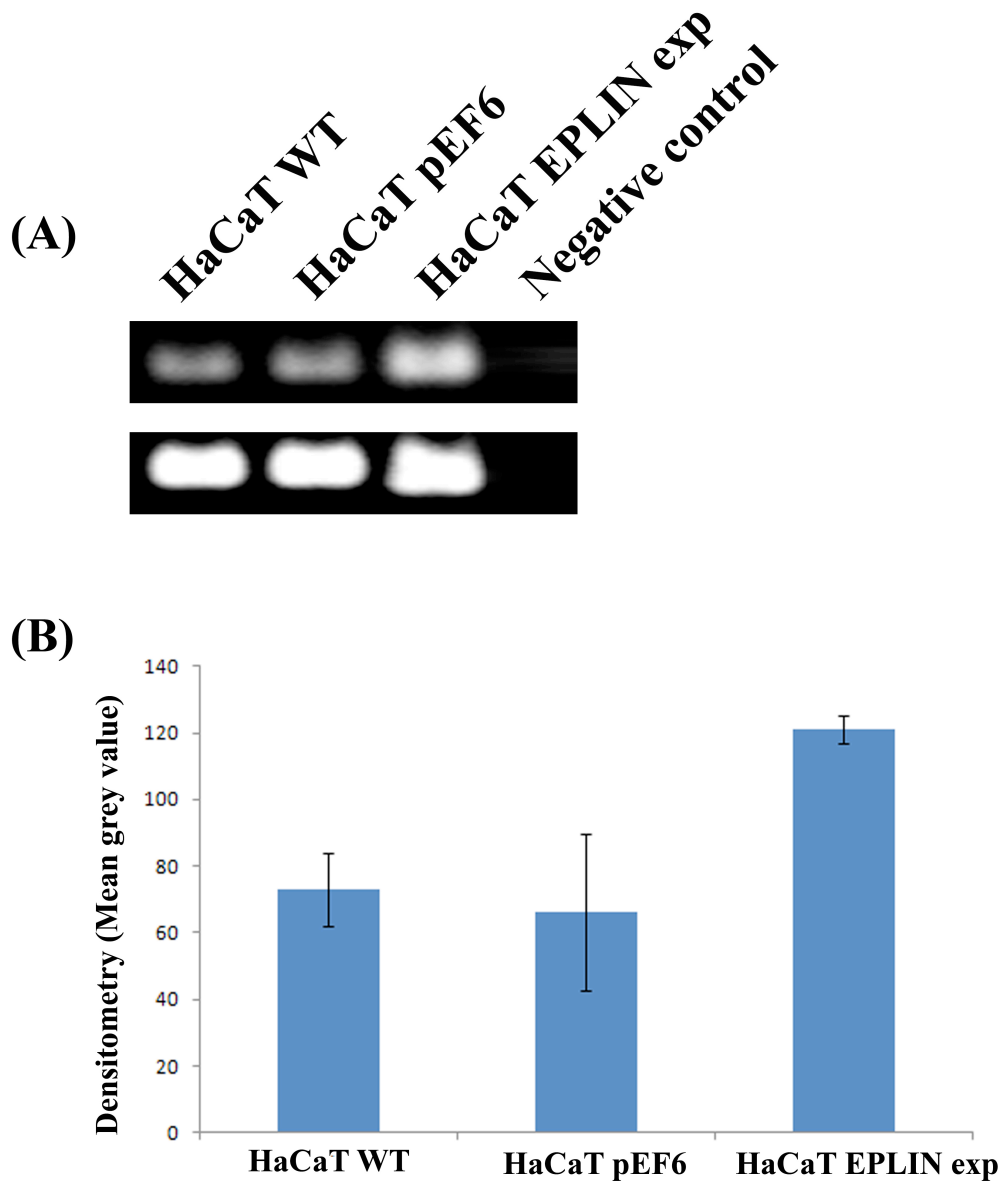 (A)
HaCaT WT
HaCaT pEF6
HaCaT EPLIN exp
Negative control
(B)
Densitometry (Mean grey value)
140
120
100
80
60
40
20
0
HaCaT WT
HaCaT pEF6
HaCaT EPLIN exp